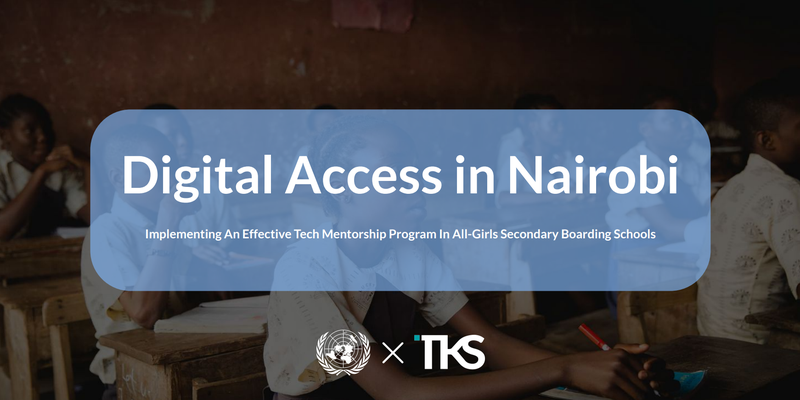 Digital Access in Nairobi
Implementing An Effective Tech Mentorship Program In All-Girls Secondary Boarding Schools
TKS